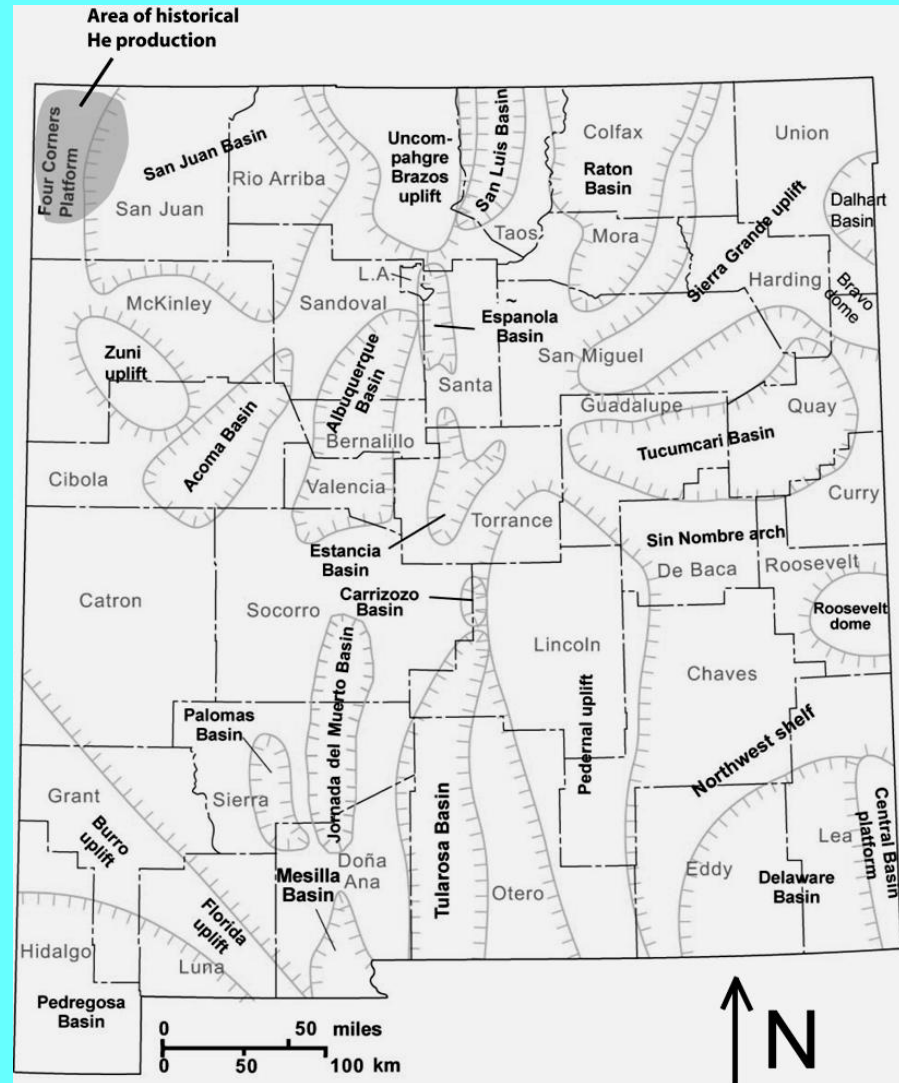 Area of historical
He production
Four Corners
Platform
San Juan Basin
San Juan
Rio Arriba
Uncom-
pahgre
Brazos
uplift
San Luis Basin
Taos
Colfax
Raton
Basin
Mora
Union
Sierra Grande uplift
Dalhart
Basin
Harding
Bravo
dome
McKinley
L.A.
Sandoval
Española
Basin
San Miguel
Zuni
uplift
Albuquerque
Basin
Santa
Guadalupe
Quay
Acoma Basin
Bernalillo
Tucumcari Basin
Cibola
Valencia
Torrance
Curry
Estancia
Basin
Sin Nombre arch
De Baca
Roosevelt
Catron
Socorro
Carrizozo
Basin
Roosevelt
dome
Lincoln
Chaves
Jornada del Muerto Basin
Pedernal uplift
Palomas
Basin
Northwest shelf
Grant
Sierra
Burro
uplift
Tularosa Basin
Doña
Ana
Mesilla
Basin
Otero
Eddy
Lea
Central Basin
platform
Delaware
Basin
Florida
uplift
Hidalgo
Luna
Pedregosa
Basin
0 50 miles
0 50 100 km
N